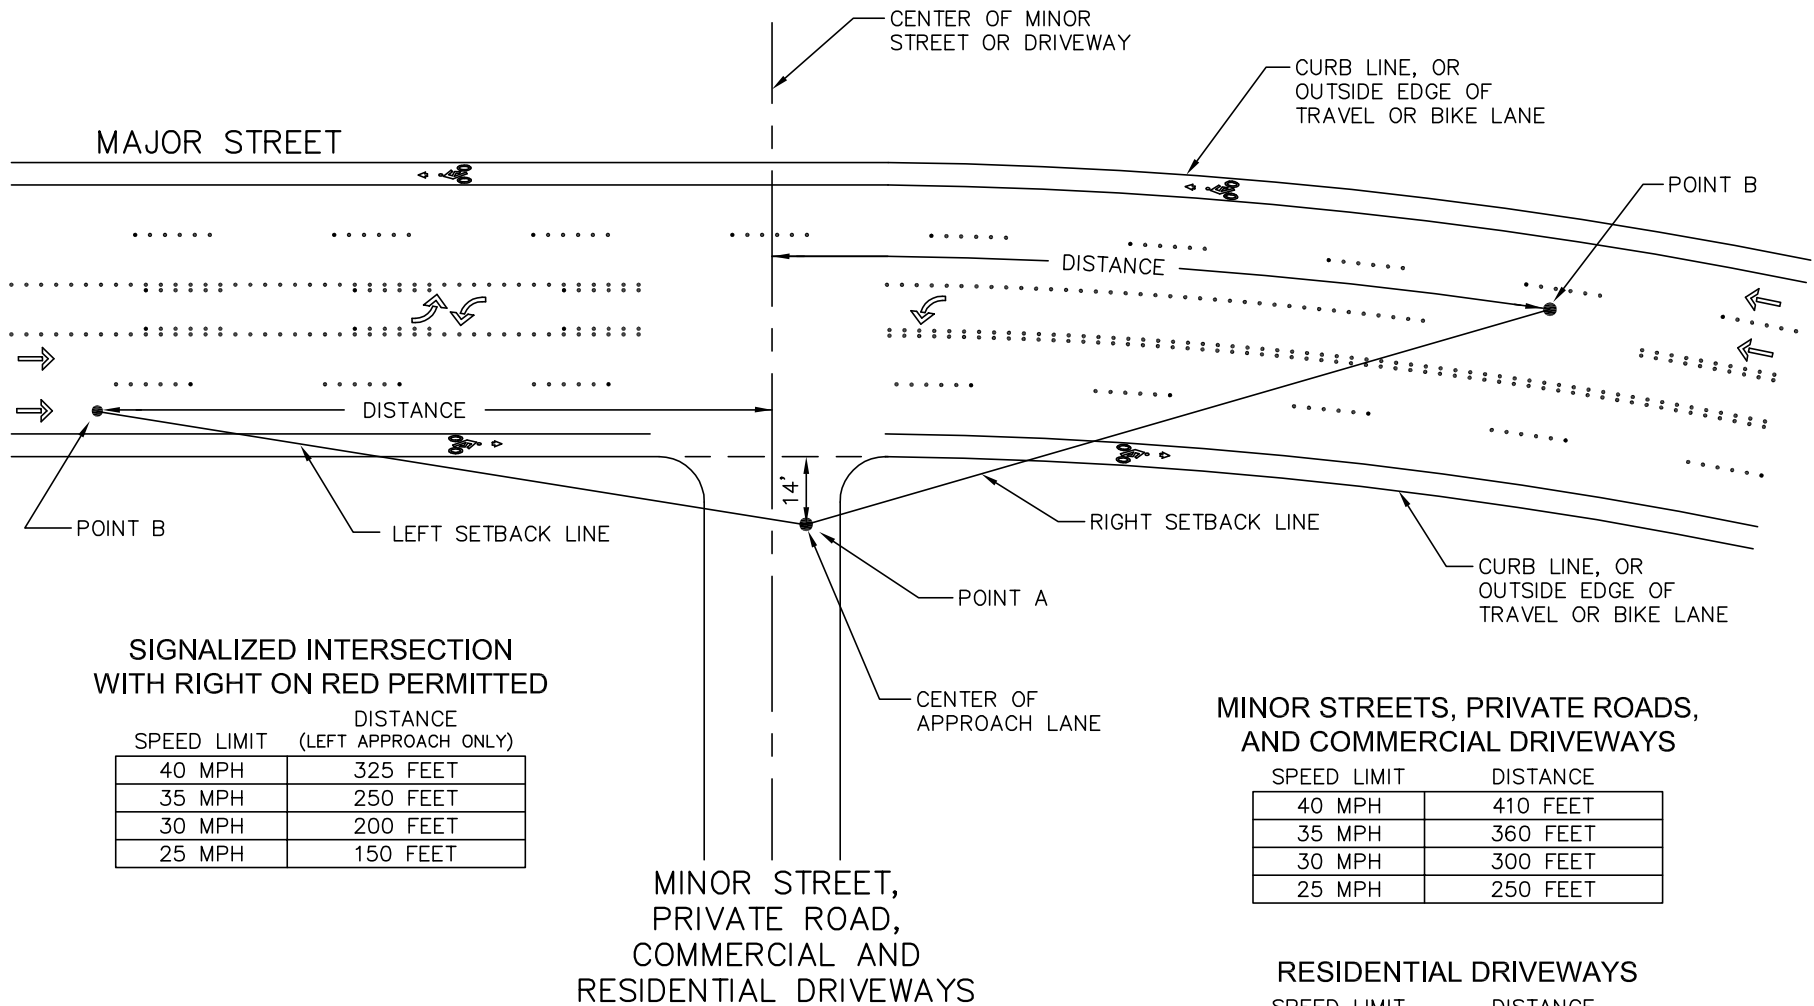 CENTER OF MINOR
STREET OR DRIVEWAY
CURB LINE, OR
OUTSIDE EDGE OF
TRAVEL OR BIKE LANE
MAJOR STREET
POINT B
DISTANCE
DISTANCE
14'
POINT B
LEFT SETBACK LINE
RIGHT SETBACK LINE
POINT A
CURB LINE, OR
OUTSIDE EDGE OF
TRAVEL OR BIKE LANE
CENTER OF
APPROACH LANE
SIGNALIZED INTERSECTION
WITH RIGHT ON RED PERMITTED
DISTANCE
SPEED LIMIT (LEFT APPROACH ONLY)
40 MPH 325 FEET
35 MPH 250 FEET
30 MPH 200 FEET
25 MPH 150 FEET
MINOR STREETS, PRIVATE ROADS,
AND COMMERCIAL DRIVEWAYS
SPEED LIMIT DISTANCE
40 MPH 410 FEET
35 MPH 360 FEET
30 MPH 300 FEET
25 MPH 250 FEET
MINOR STREET,
PRIVATE ROAD,
COMMERCIAL AND
RESIDENTIAL DRIVEWAYS
RESIDENTIAL DRIVEWAYS
SPEED LIMIT DISTANCE